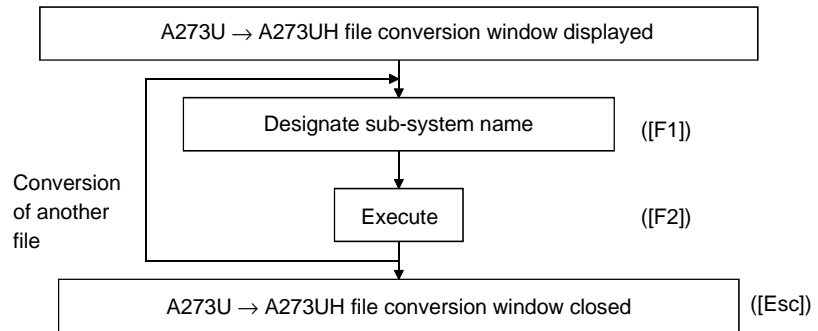 A273U → A273UH file conversion window displayed
Designate sub-system name
([F1])
Conversion
of another
file
Execute
([F2])
A273U → A273UH file conversion window closed
([Esc])